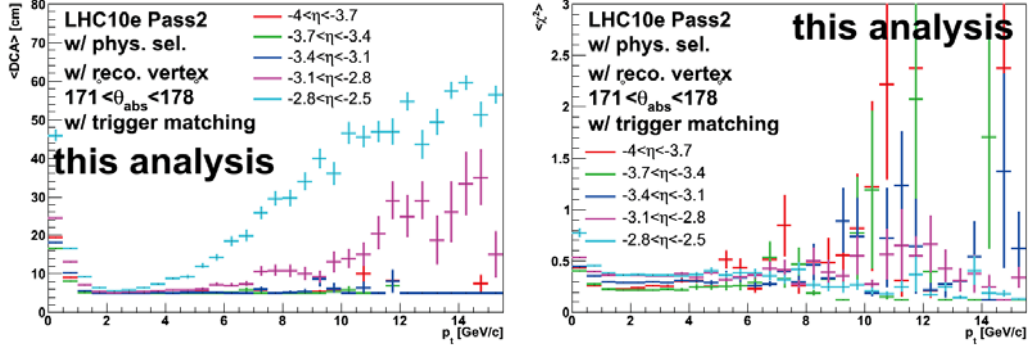 <DCA> [cm]
80
70
60
50
40
30
20
10
0
LHC10e Pass2
w/ phys. sel.
w/ reco. vertex
171°<θabs<178°
w/ trigger matching
-4<η<-3.7
-3.7<η<-3.4
-3.4<η<-3.1
-3.1<η<-2.8
-2.8<η<-2.5
this analysis
0 2 4 6 8 10 12 14
pt [GeV/c]
<χ²>
3
2.5
2
1.5
1
0.5
0
this analysis
LHC10e Pass2
w/ phys. sel.
w/ reco. vertex
171°<θabs<178°
w/ trigger matching
-4<η<-3.7
-3.7<η<-3.4
-3.4<η<-3.1
-3.1<η<-2.8
-2.8<η<-2.5
0 2 4 6 8 10 12 14
pt [GeV/c]